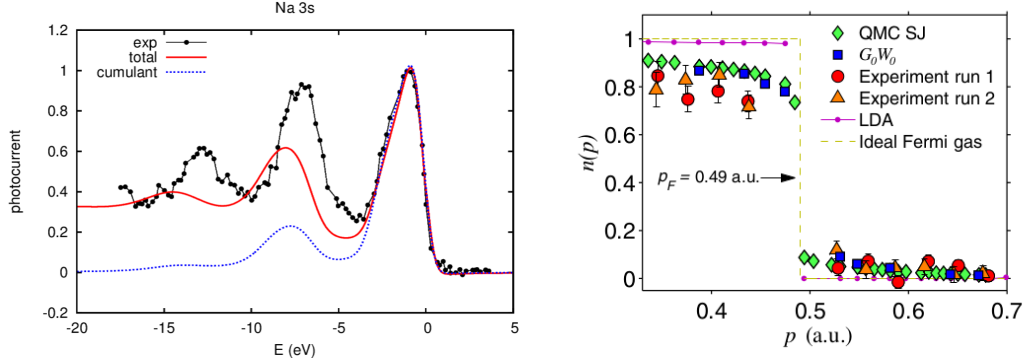 Na 3s
1.2
1
0.8
0.6
0.4
0.2
0
-0.2
photocurrent
exp
total
cumulant
-20
-15
-10
-5
0
5
E (eV)
1
0.8
0.6
0.4
0.2
0
n(p)
QMC SJ
G₀W₀
Experiment run 1
Experiment run 2
LDA
Ideal Fermi gas
p_F = 0.49 a.u.
0.4
0.5
0.6
0.7
p (a.u.)